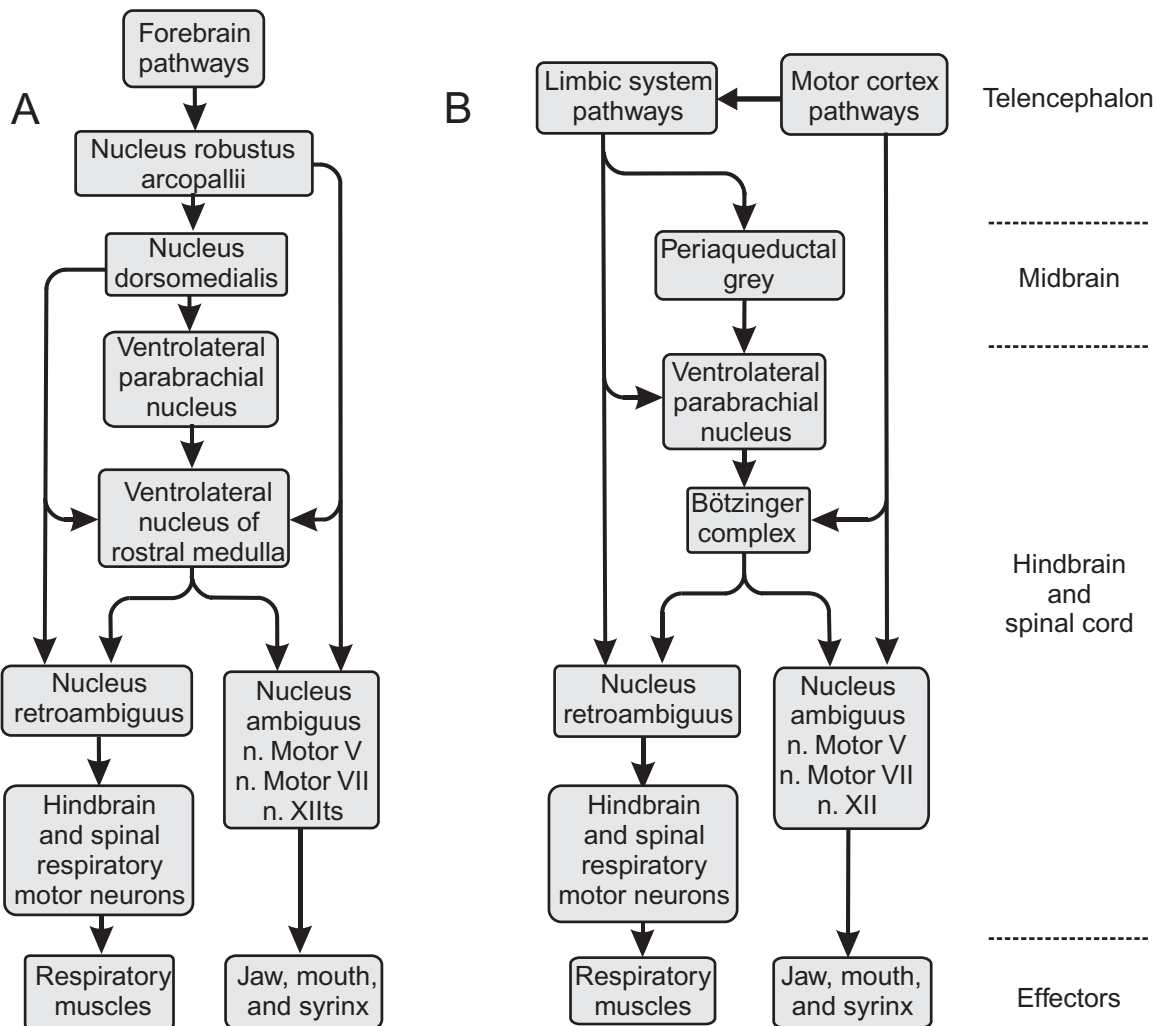 A
Forebrain
pathways
Nucleus robustus
arcopallii
Nucleus
dorsomedialis
Ventrolateral
parabrachial
nucleus
Ventrolateral
nucleus of
rostral medulla
Nucleus
retroambiguus
Nucleus
ambiguus
n. Motor V
n. Motor VII
n. XIIts
Hindbrain
and spinal
respiratory
motor neurons
Respiratory
muscles
Jaw, mouth,
and syrinx
B
Limbic system
pathways
Motor cortex
pathways
Periaqueductal
grey
Ventrolateral
parabrachial
nucleus
Bötzinger
complex
Nucleus
retroambiguus
Nucleus
ambiguus
n. Motor V
n. Motor VII
n. XII
Hindbrain
and spinal
respiratory
motor neurons
Respiratory
muscles
Jaw, mouth,
and syrinx
Telencephalon
Midbrain
Hindbrain
and
spinal cord
Effectors